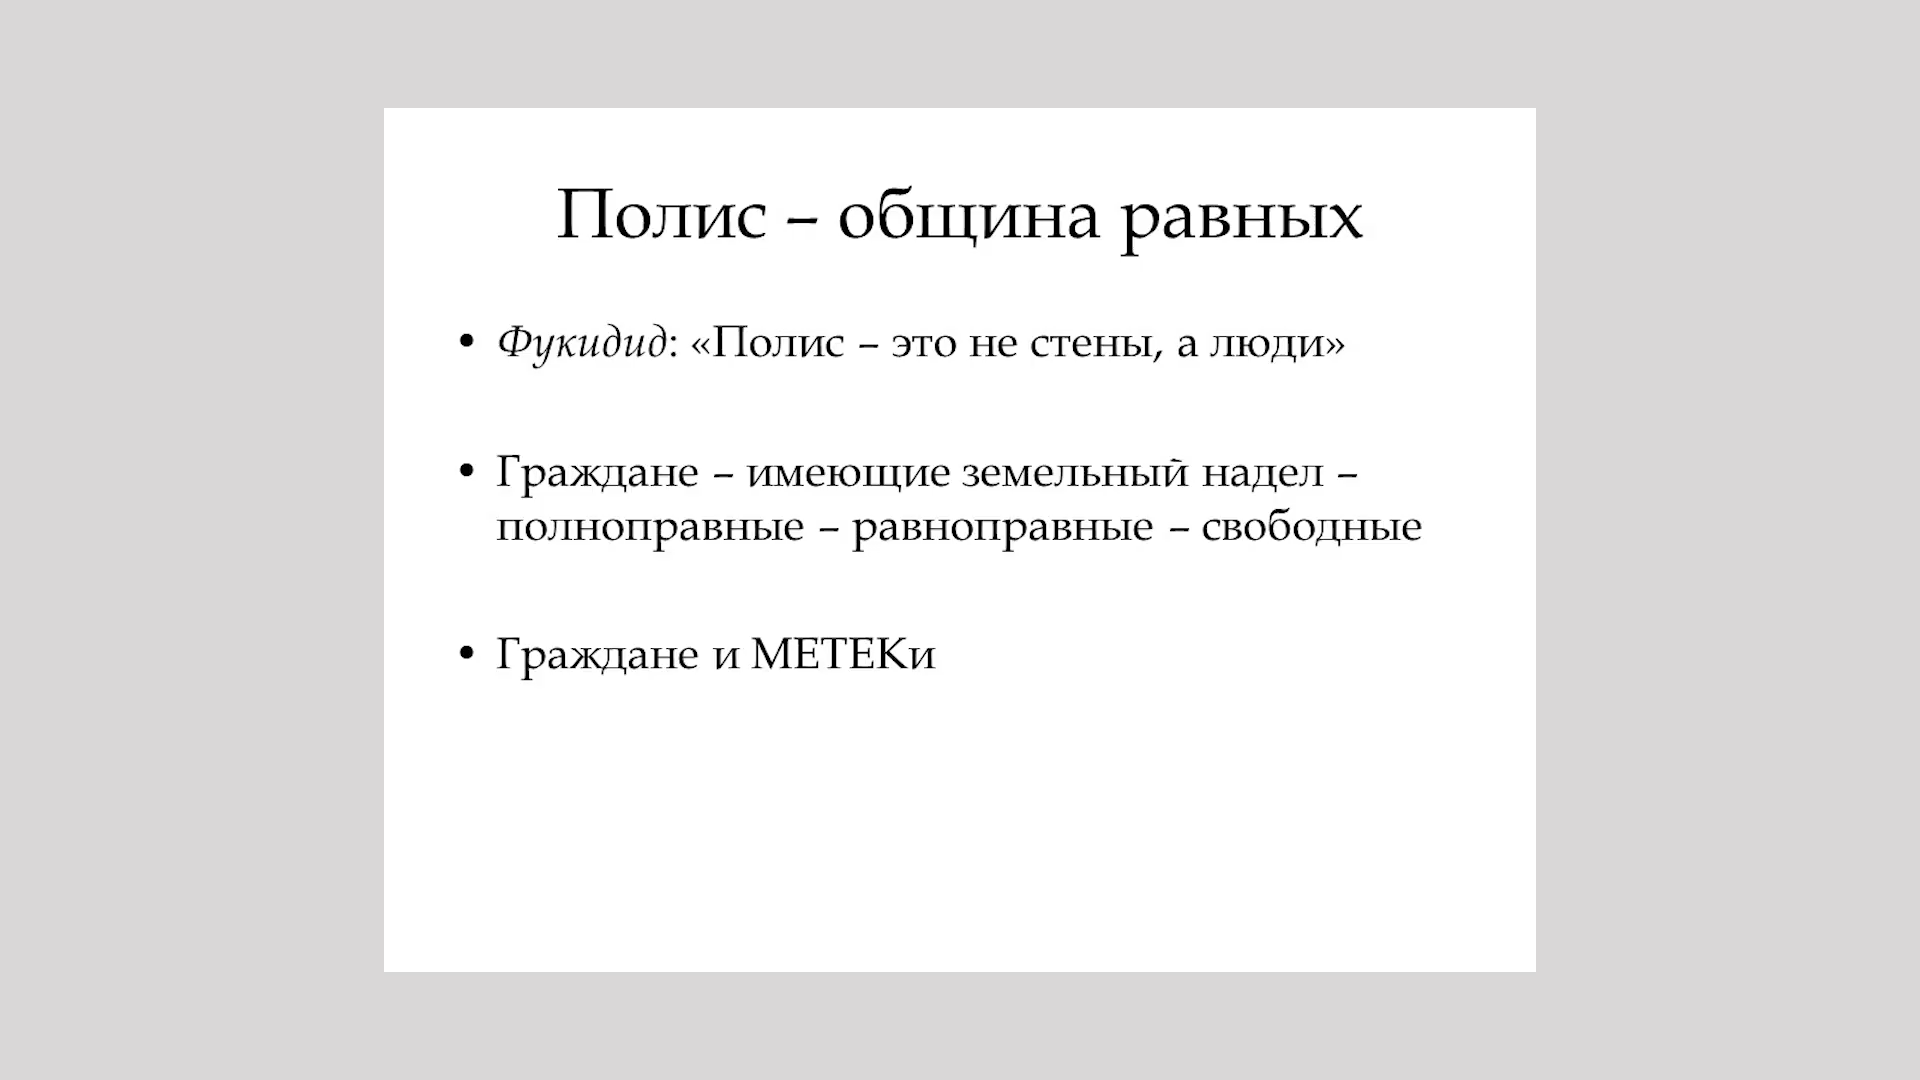 Полис – община равных
• Фукидид: «Полис – это не стены, а люди»
• Граждане – имеющие земельный надел –
полноправные – равноправные – свободные
• Граждане и МЕТЕКи